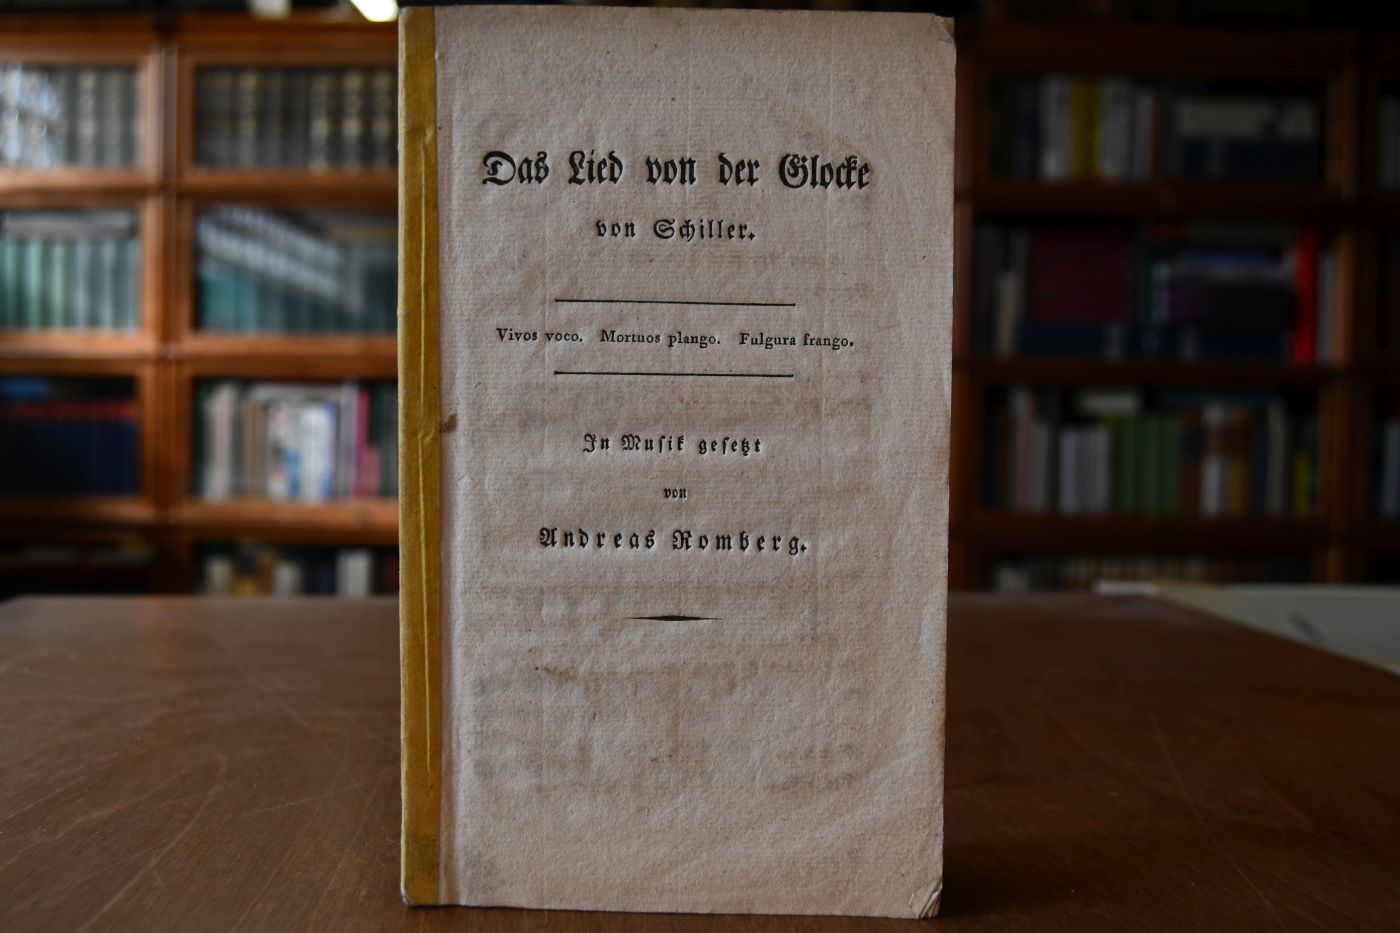 Das Lied von der Glocke
von Schiller.
Vivos voco. Mortuos plango. Fulgura frango.
In Muſik geſetzt
von
Andreas Romberg.